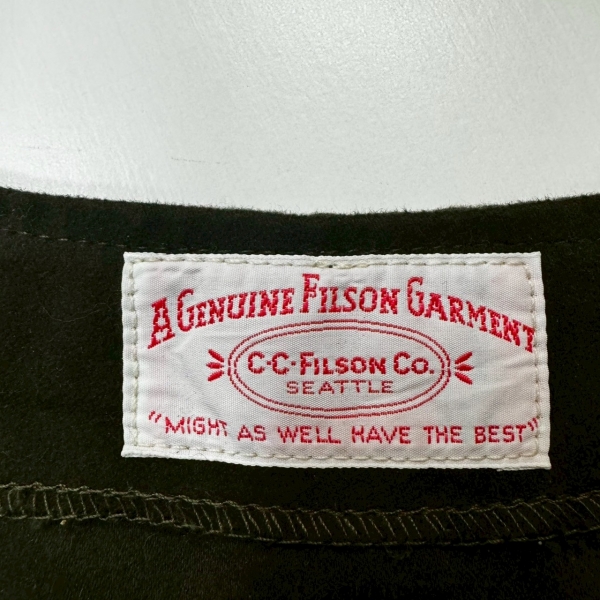 A GENUINE FILSON GARMENT
C·C·FILSON CO.
SEATTLE
"MIGHT AS WELL HAVE THE BEST"